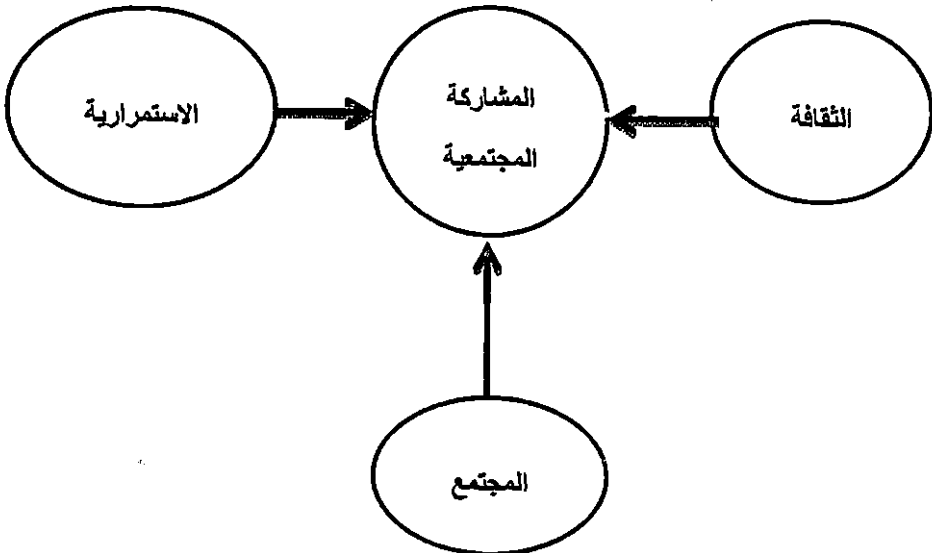 المشاركة
المجتمعية
الثقافة
الاستمرارية
المجتمع